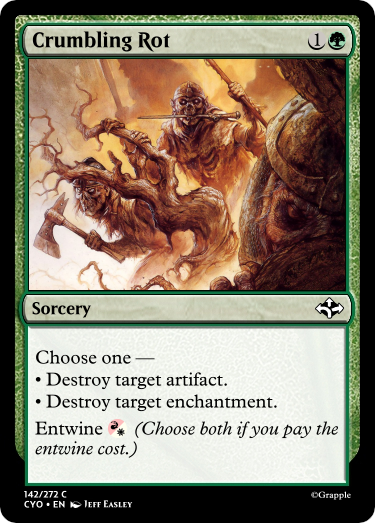 Crumbling Rot 1
Sorcery
Choose one —
• Destroy target artifact.
• Destroy target enchantment.
Entwine (Choose both if you pay the
entwine cost.)
142/272 C
CYO • EN Jeff Easley
©Grapple